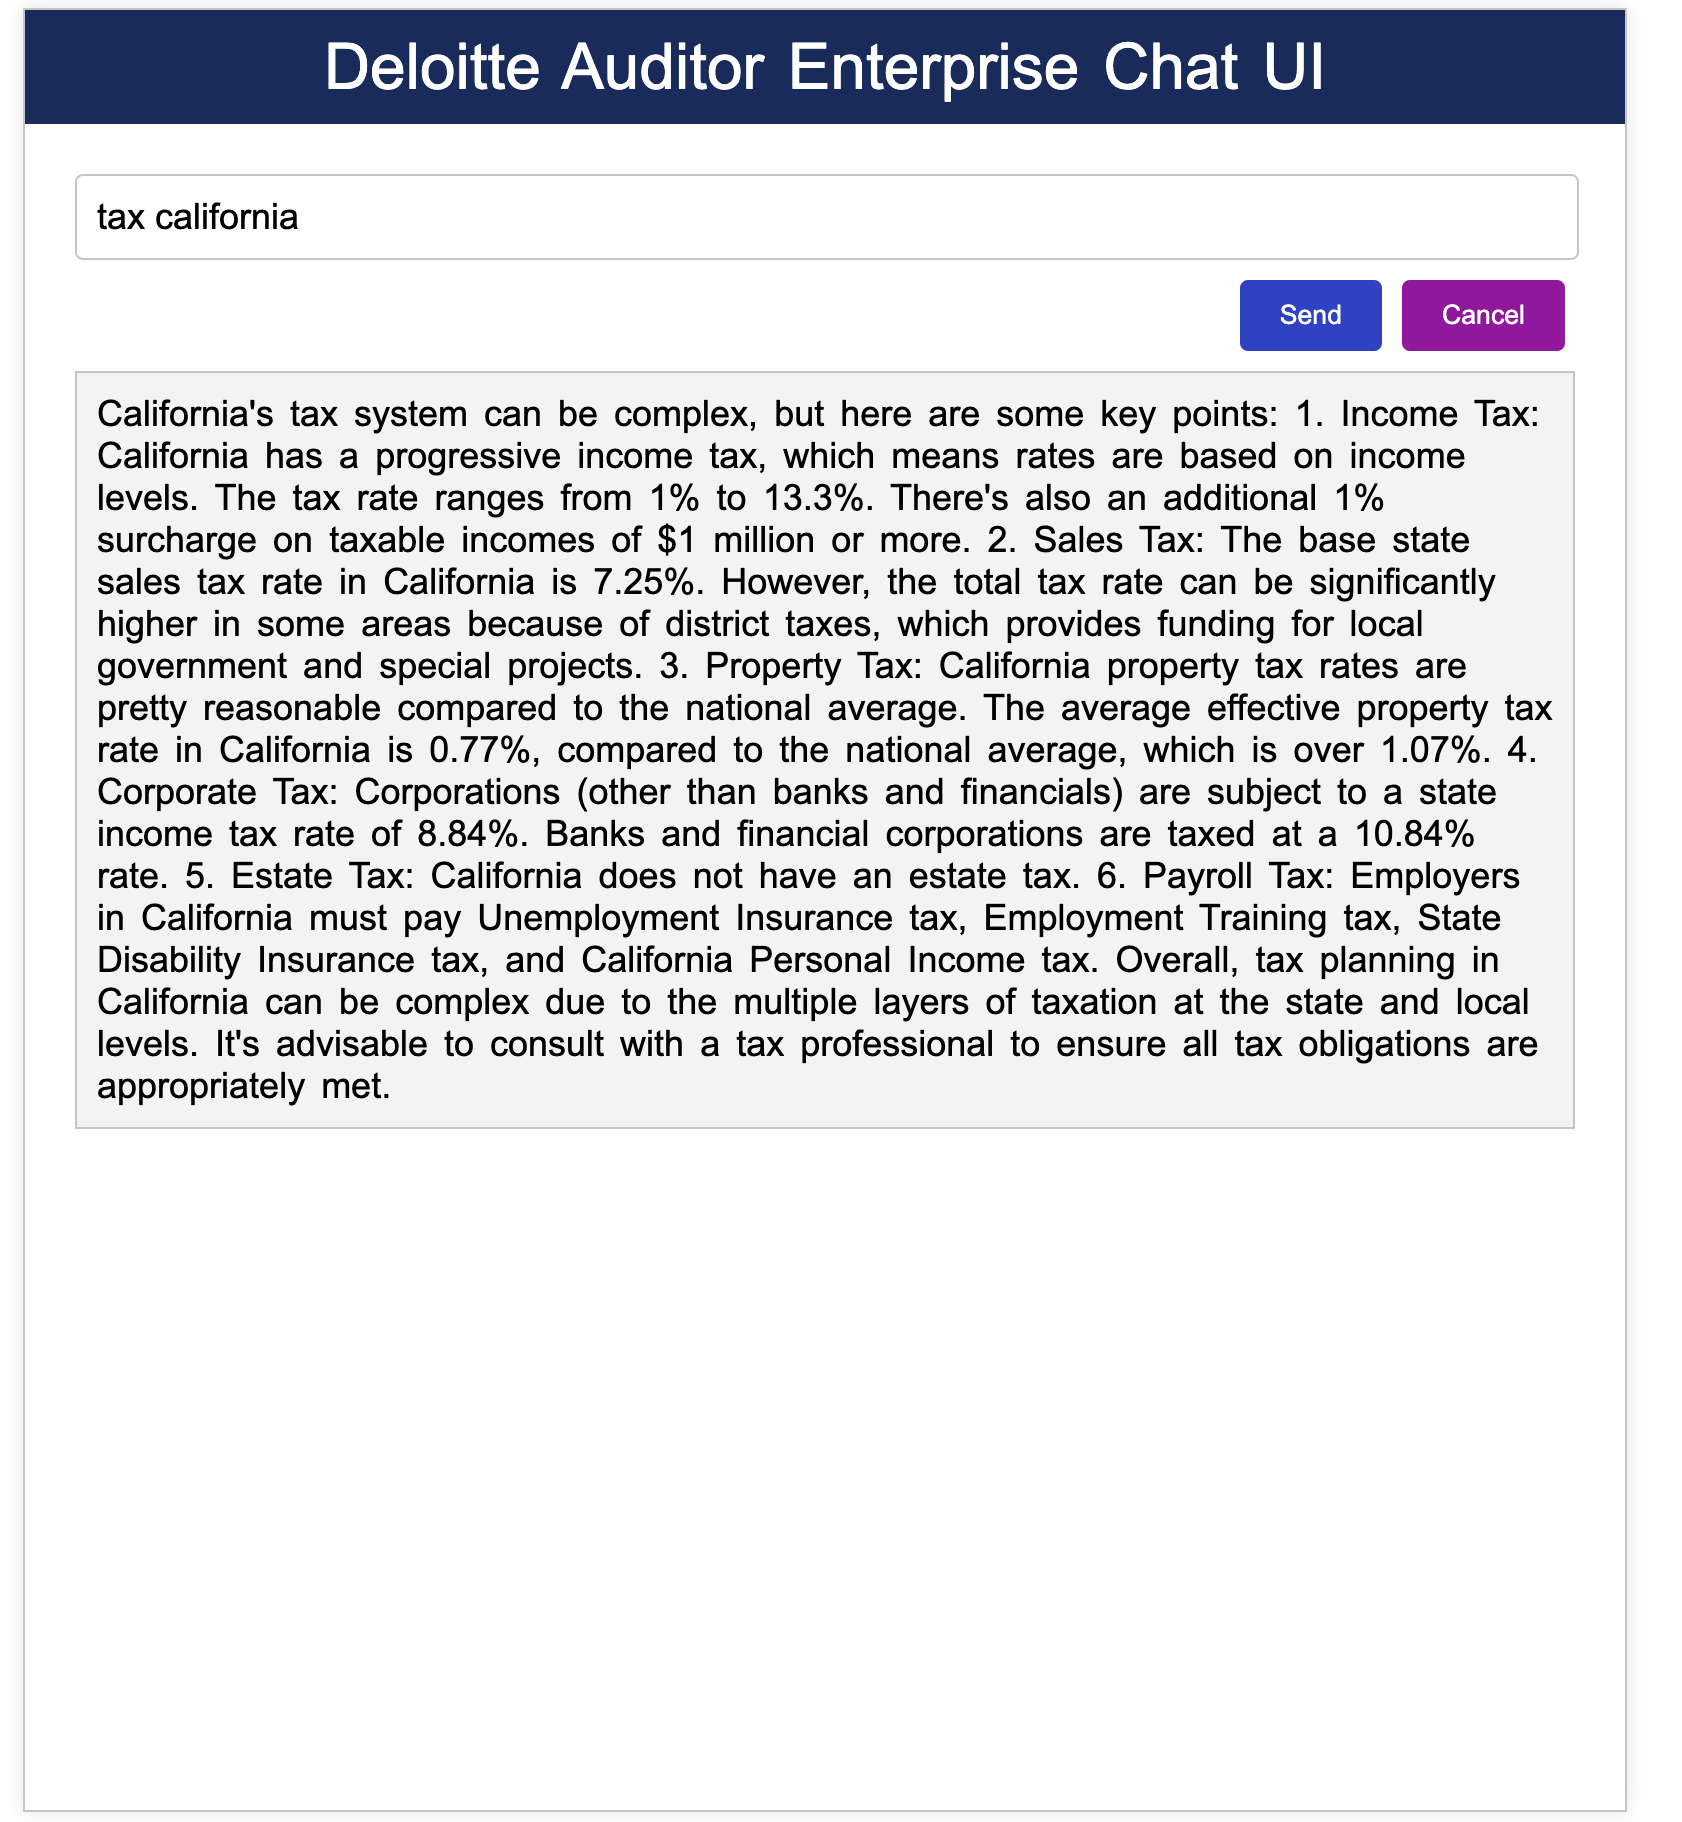 Deloitte Auditor Enterprise Chat UI
tax california
Send
Cancel
California's tax system can be complex, but here are some key points: 1. Income Tax:
California has a progressive income tax, which means rates are based on income
levels. The tax rate ranges from 1% to 13.3%. There's also an additional 1%
surcharge on taxable incomes of $1 million or more. 2. Sales Tax: The base state
sales tax rate in California is 7.25%. However, the total tax rate can be significantly
higher in some areas because of district taxes, which provides funding for local
government and special projects. 3. Property Tax: California property tax rates are
pretty reasonable compared to the national average. The average effective property tax
rate in California is 0.77%, compared to the national average, which is over 1.07%. 4.
Corporate Tax: Corporations (other than banks and financials) are subject to a state
income tax rate of 8.84%. Banks and financial corporations are taxed at a 10.84%
rate. 5. Estate Tax: California does not have an estate tax. 6. Payroll Tax: Employers
in California must pay Unemployment Insurance tax, Employment Training tax, State
Disability Insurance tax, and California Personal Income tax. Overall, tax planning in
California can be complex due to the multiple layers of taxation at the state and local
levels. It's advisable to consult with a tax professional to ensure all tax obligations are
appropriately met.